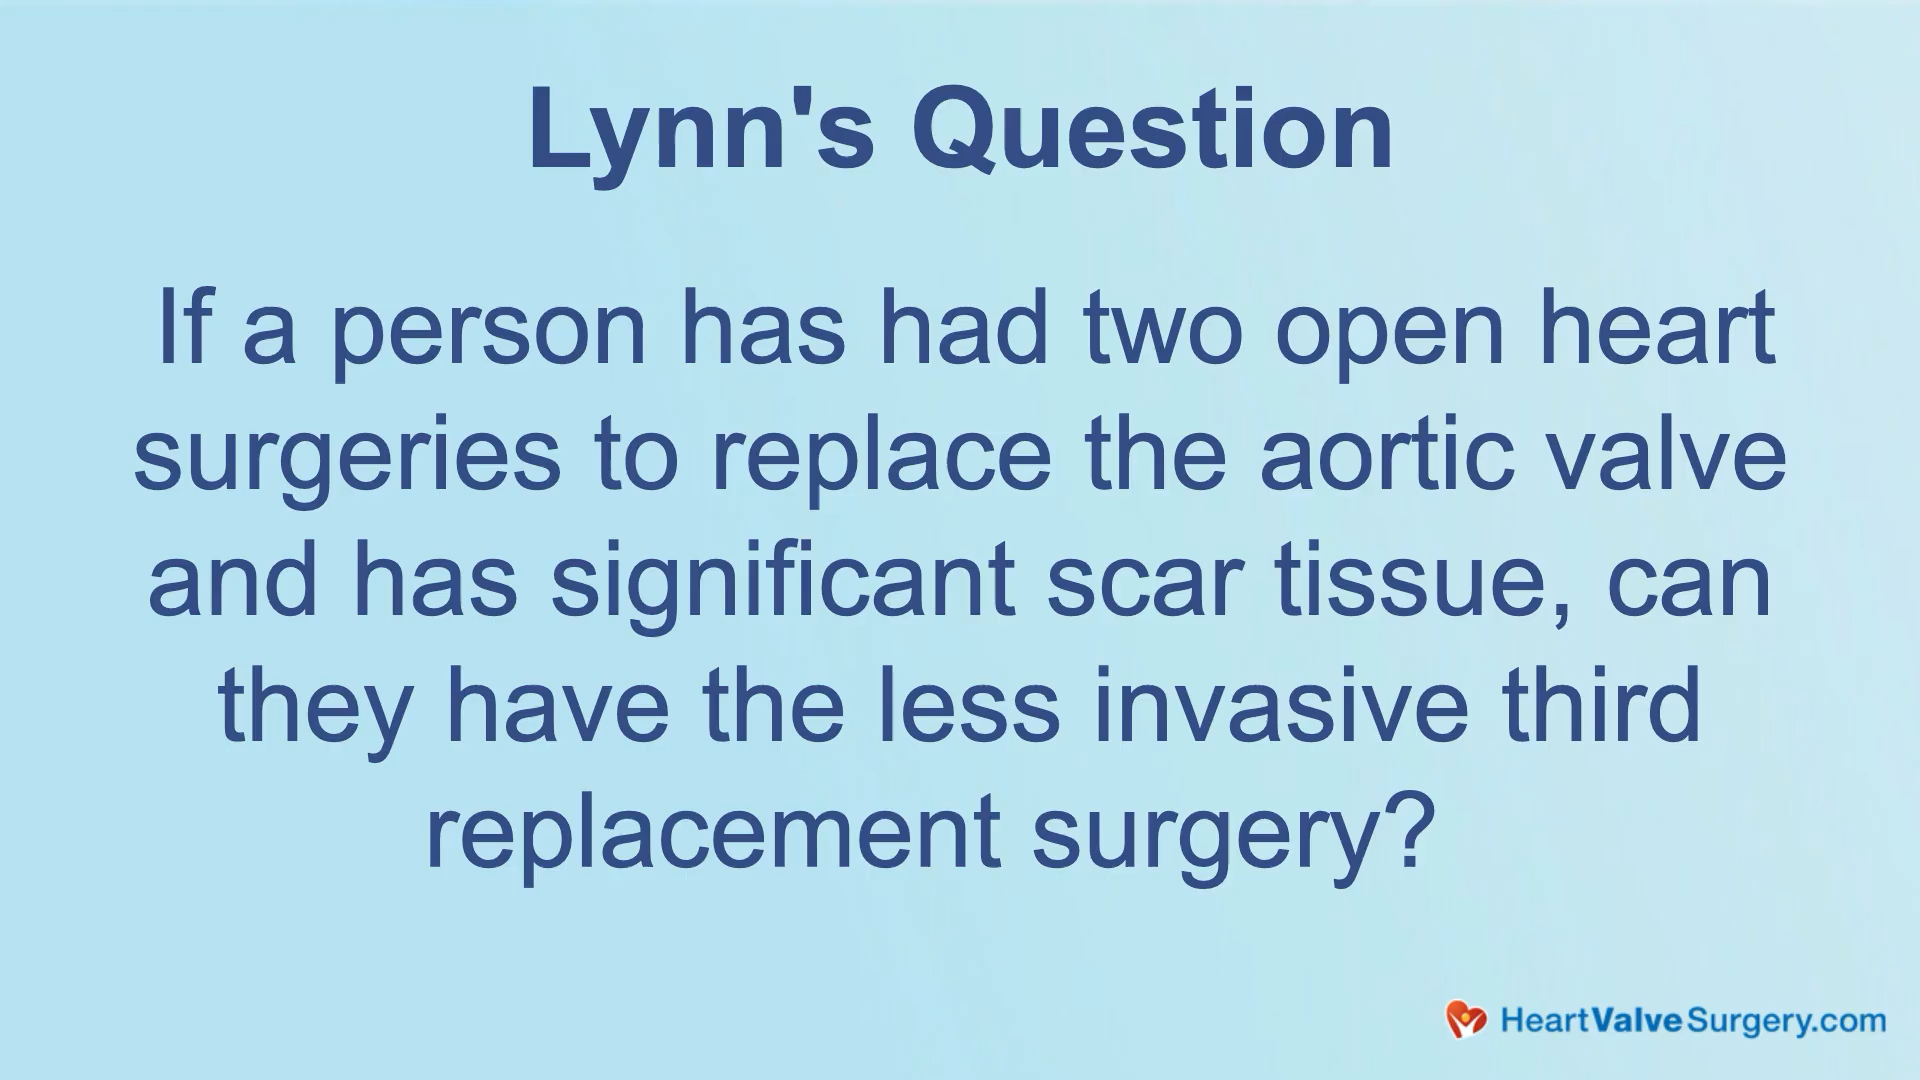 Lynn's Question
If a person has had two open heart
surgeries to replace the aortic valve
and has significant scar tissue, can
they have the less invasive third
replacement surgery?
HeartValveSurgery.com